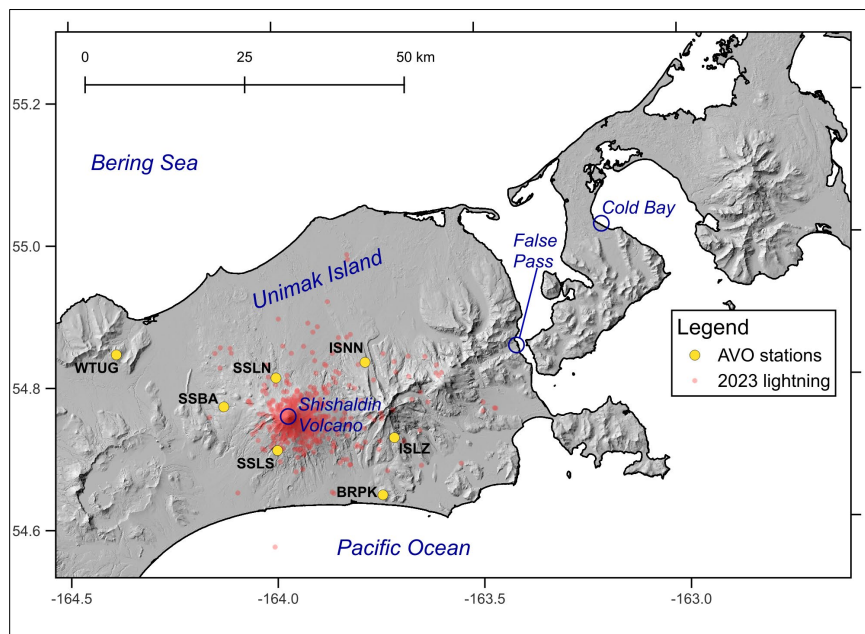 0 25 50 km
55.2
Bering Sea
Cold Bay
55.0
False
Pass
Unimak Island
Legend
AVO stations
2023 lightning
ISNN
WTUG
SSLN
54.8
SSBA
Shishaldin
Volcano
ISLZ
SSLS
BRPK
54.6
Pacific Ocean
-164.5 -164.0 -163.5 -163.0